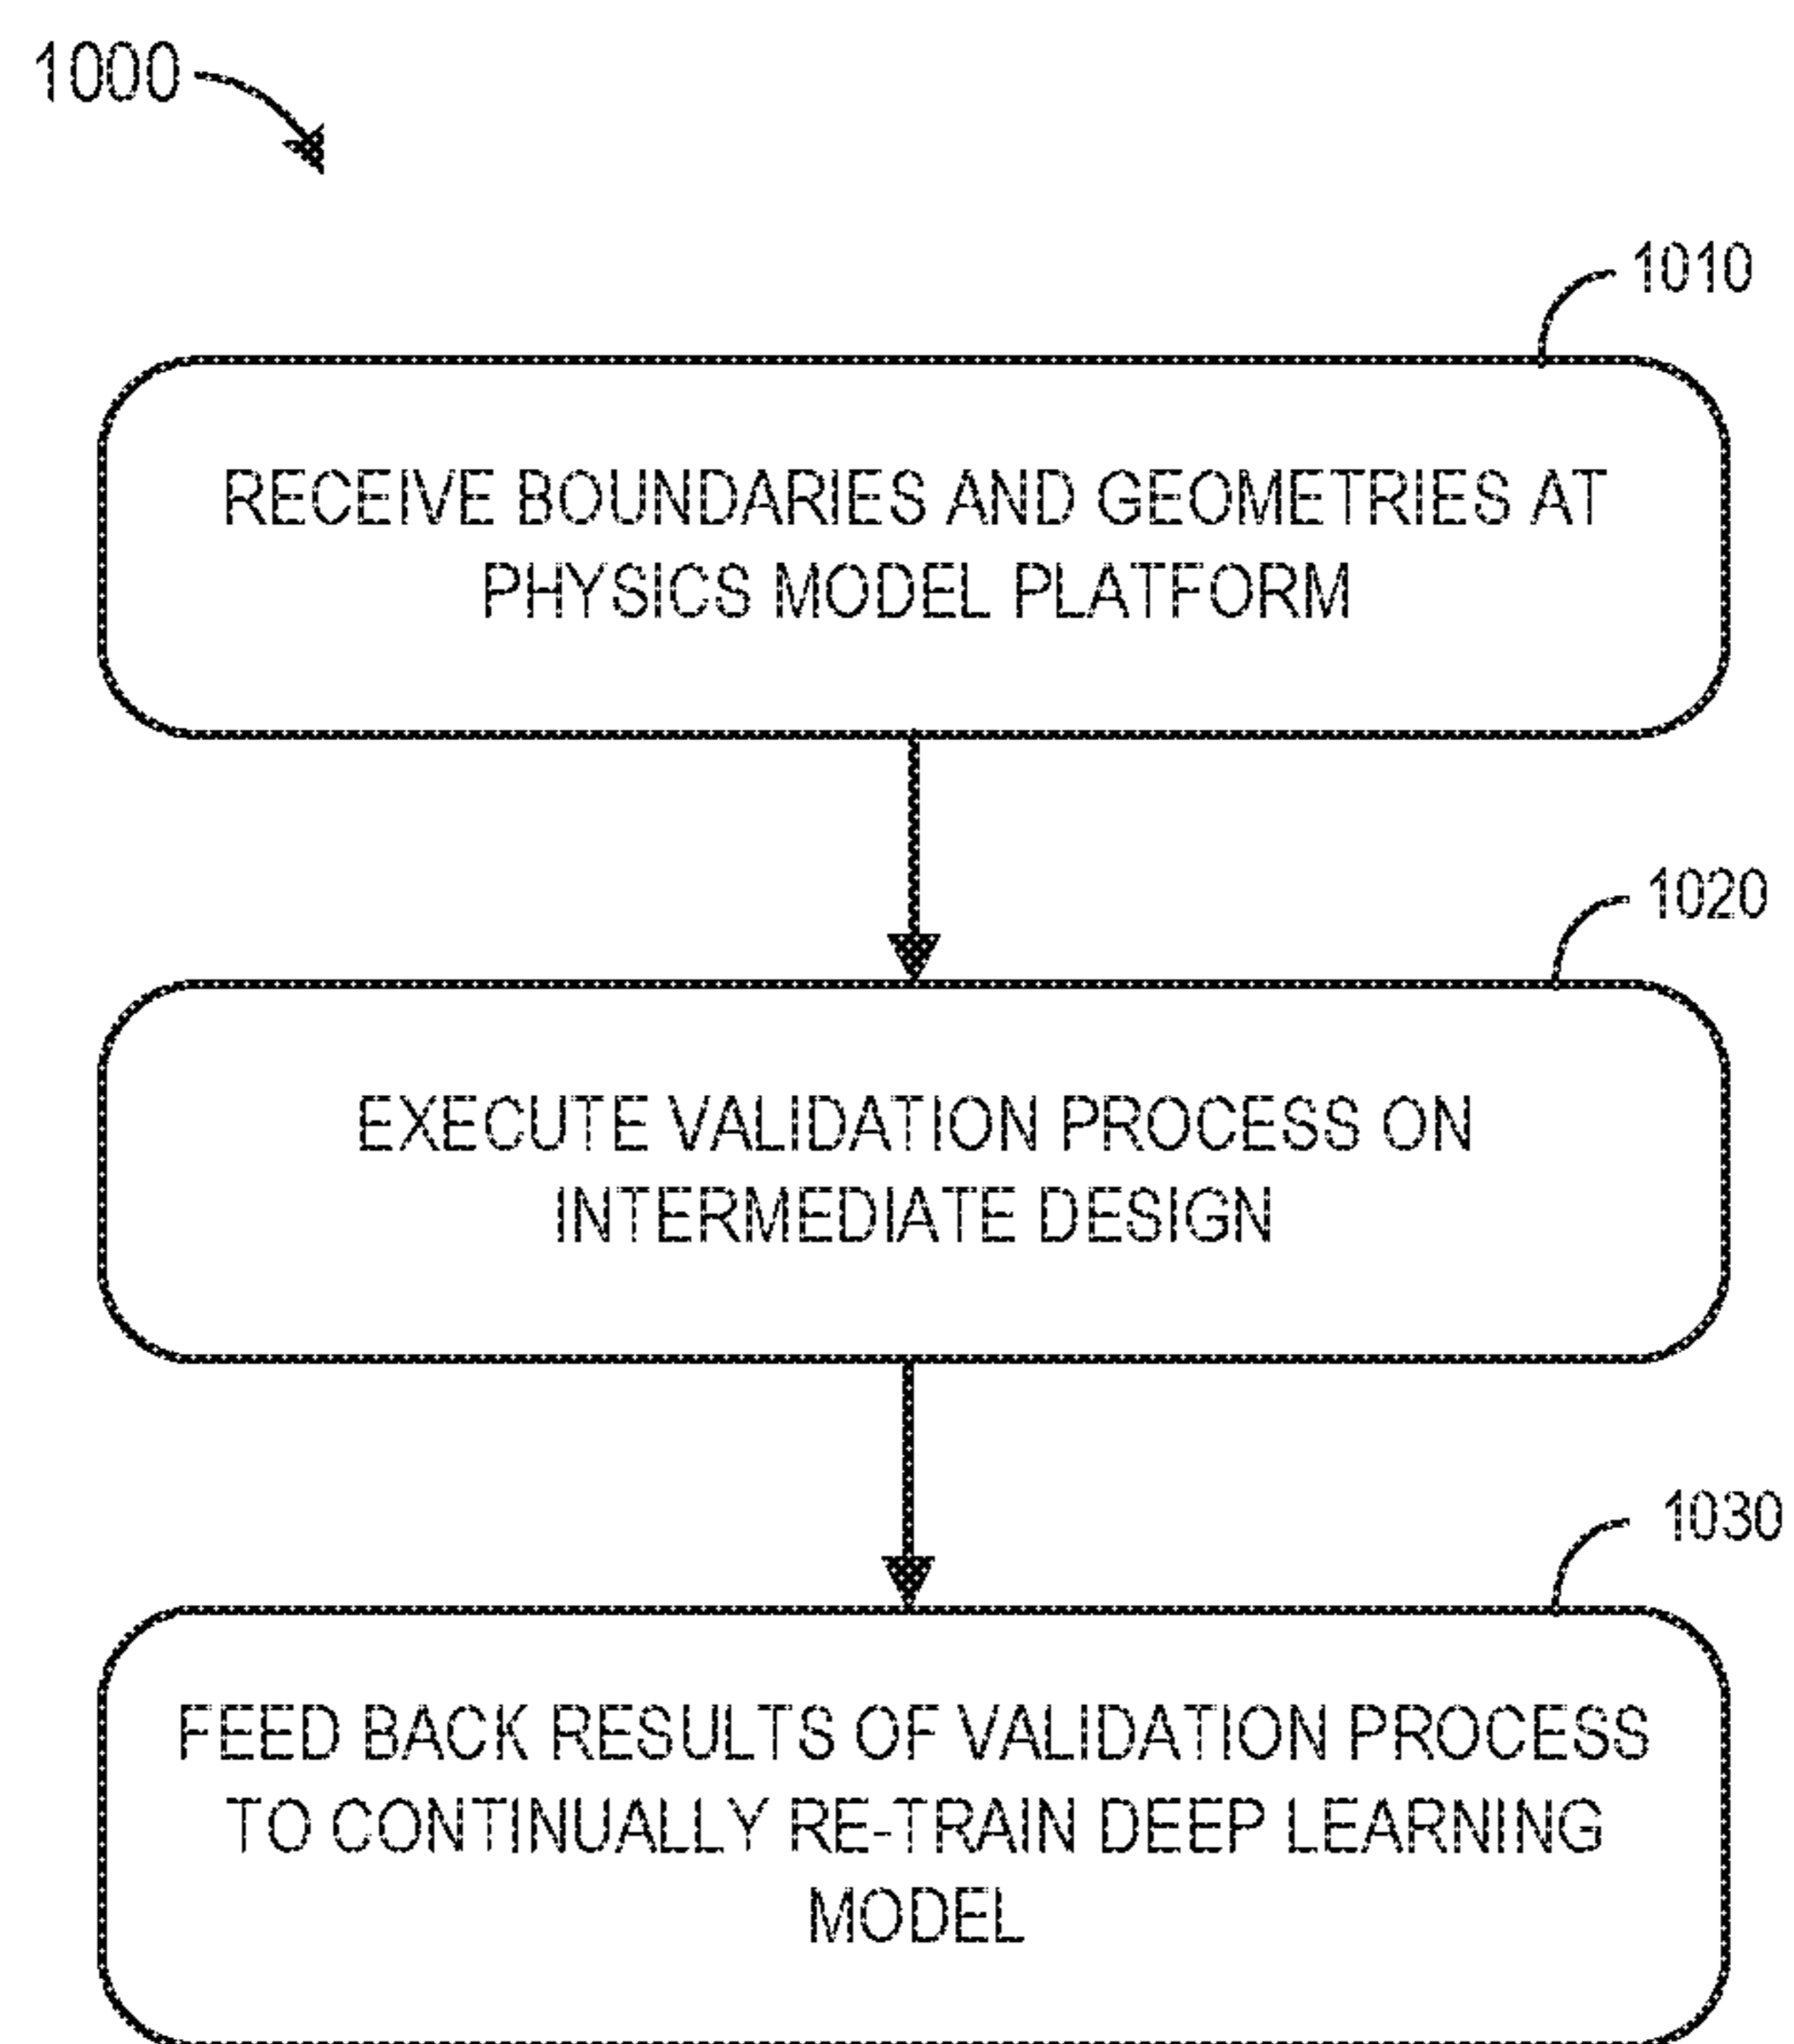 1000
1010
RECEIVE BOUNDARIES AND GEOMETRIES AT
PHYSICS MODEL PLATFORM
1020
EXECUTE VALIDATION PROCESS ON
INTERMEDIATE DESIGN
1030
FEED BACK RESULTS OF VALIDATION PROCESS
TO CONTINUALLY RE-TRAIN DEEP LEARNING
MODEL